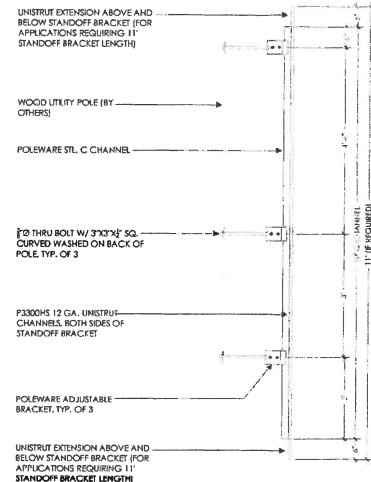 UNISTRUT EXTENSION ABOVE AND
BELOW STANDOFF BRACKET (FOR
APPLICATIONS REQUIRING 11'
STANDOFF BRACKET LENGTH)
WOOD UTILITY POLE (BY
OTHERS)
POLEWARE STL. C CHANNEL
THRU BOLT W/ SQ.
CURVED WASHED ON BACK OF
POLE, TYP. OF 3
P3300HS 12 GA. UNISTRUT
CHANNELS. BOTH SIDES OF
STANDOFF BRACKET
POLEWARE ADJUSTABLE
BRACKET, TYP. OF 3
UNISTRUT EXTENSION ABOVE AND
BELOW STANDOFF BRACKET (FOR
APPLICATIONS REQUIRING 11'
STANDOFF BRACKET LENGTH)
CHANNEL
11' (IF REQUIRED)